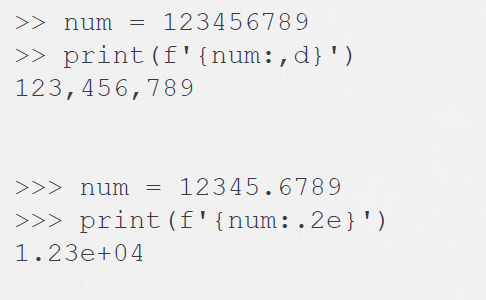 >> num = 123456789
>> print(f'{num:,d}')
123,456,789
>>> num = 12345.6789
>>> print(f'{num:.2e}')
1.23e+04